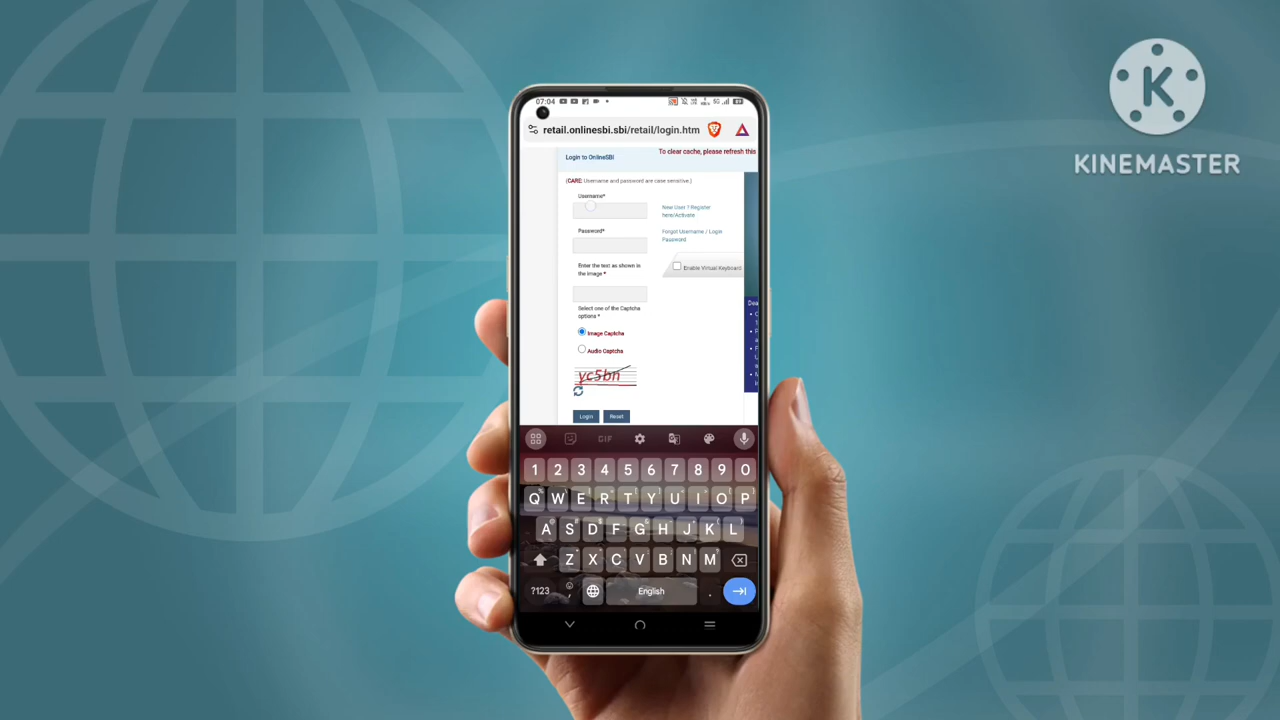 K
KINEMASTER
07:04
retail.onlinesbi.sbi/retail/login.htm
Login to OnlineSBI
To clear cache, please refresh this
(CARE: Username and password are case sensitive.)
Username*
New User ? Register
here/Activate
Password*
Forgot Username / Login
Password
Enter the text as shown in
the image *
Enable Virtual Keyboard
Select one of the Captcha
options *
Image Captcha
Audio Captcha
yc5bn
Login Reset
GIF
1 2 3 4 5 6 7 8 9 0
Q W E R T Y U I O P
A S D F G H J K L
Z X C V B N M
?123 , English .